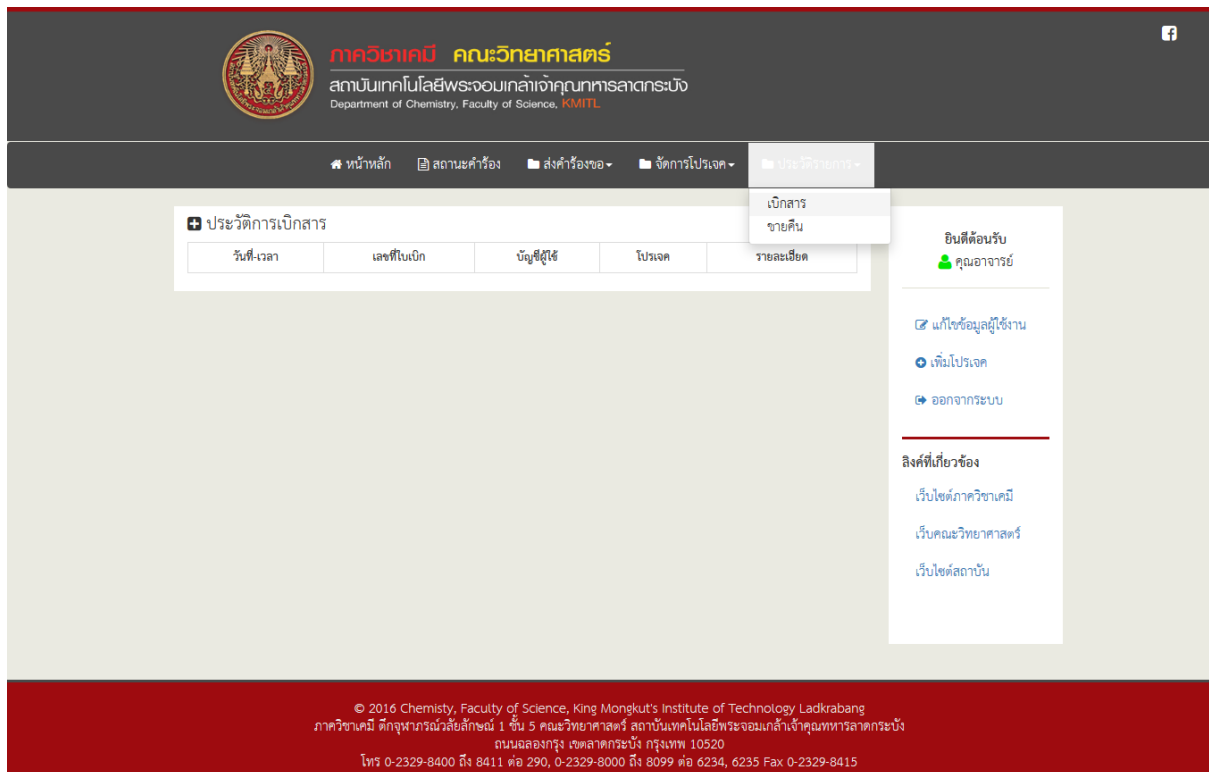 ภาควิชาเคมี คณะวิทยาศาสตร์
สถาบันเทคโนโลยีพระจอมเกล้าเจ้าคุณทหารลาดกระบัง
Department of Chemistry, Faculty of Science, KMITL
หน้าหลัก สถานะคำร้อง ส่งคำร้องขอ จัดการโปรเจค ประวัติรายการ
เบิกสาร
ขายคืน
ประวัติการเบิกสาร
วันที่-เวลา เลขที่ใบเบิก บัญชีผู้ใช้ โปรเจค รายละเอียด
ยินดีต้อนรับ
คุณอาจารย์
แก้ไขข้อมูลผู้ใช้งาน
เพิ่มโปรเจค
ออกจากระบบ
ลิงค์ที่เกี่ยวข้อง
เว็บไซต์ภาควิชาเคมี
เว็บคณะวิทยาศาสตร์
เว็บไซต์สถาบัน
© 2016 Chemisty, Faculty of Science, King Mongkut's Institute of Technology Ladkrabang
ภาควิชาเคมี ตึกจุฬาภรณ์วลัยลักษณ์ 1 ชั้น 5 คณะวิทยาศาสตร์ สถาบันเทคโนโลยีพระจอมเกล้าเจ้าคุณทหารลาดกระบัง
ถนนฉลองกรุง เขตลาดกระบัง กรุงเทพ 10520
โทร 0-2329-8400 ถึง 8411 ต่อ 290, 0-2329-8000 ถึง 8099 ต่อ 6234, 6235 Fax 0-2329-8415